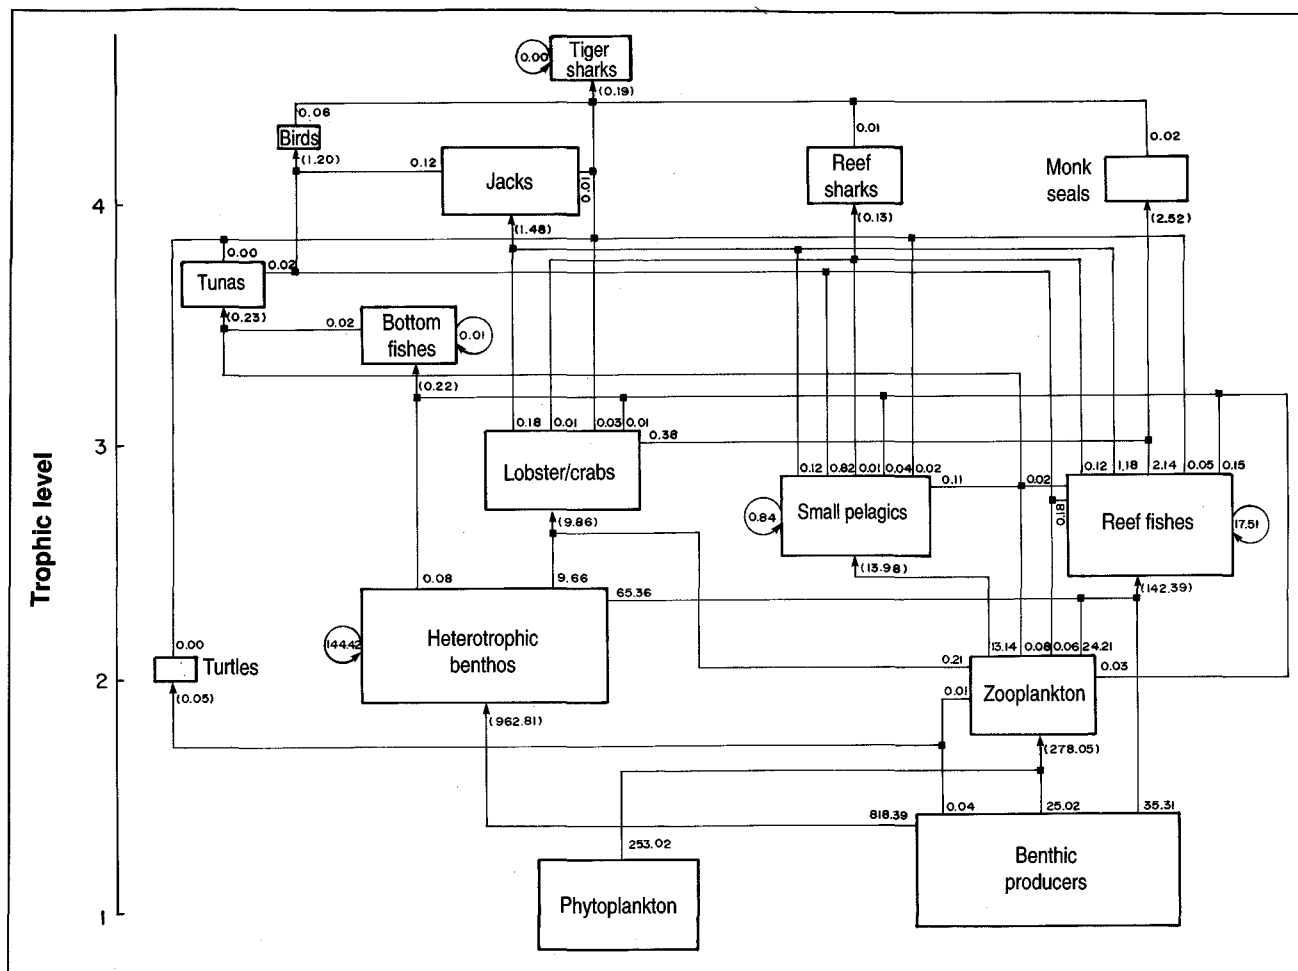 Tiger
sharks
0.00
(0.19)
0.06
Birds
(1.20)
0.12
Jacks
0.01
0.01
Reef
sharks
0.02
Monk
seals
4
(1.48)
(0.13)
(2.52)
0.00
Tunas
0.02
(0.23)
0.02
Bottom
fishes
0.01
(0.22)
3
0.18
0.01
0.03
0.01
0.38
Lobster/crabs
0.12
0.82
0.01
0.04
0.02
0.11
0.02
0.12
1.18
2.14
0.05
0.15
0.84
Small pelagics
0.81
Reef fishes
17.51
(9.86)
(13.98)
(142.39)
Trophic level
0.08
9.66
65.36
144.42
Heterotrophic
benthos
0.00
Turtles
(0.05)
2
13.14
0.08
0.06
24.21
0.21
0.03
0.01
Zooplankton
(962.81)
(278.05)
818.39
0.04
25.02
35.31
253.02
Benthic
producers
Phytoplankton
1